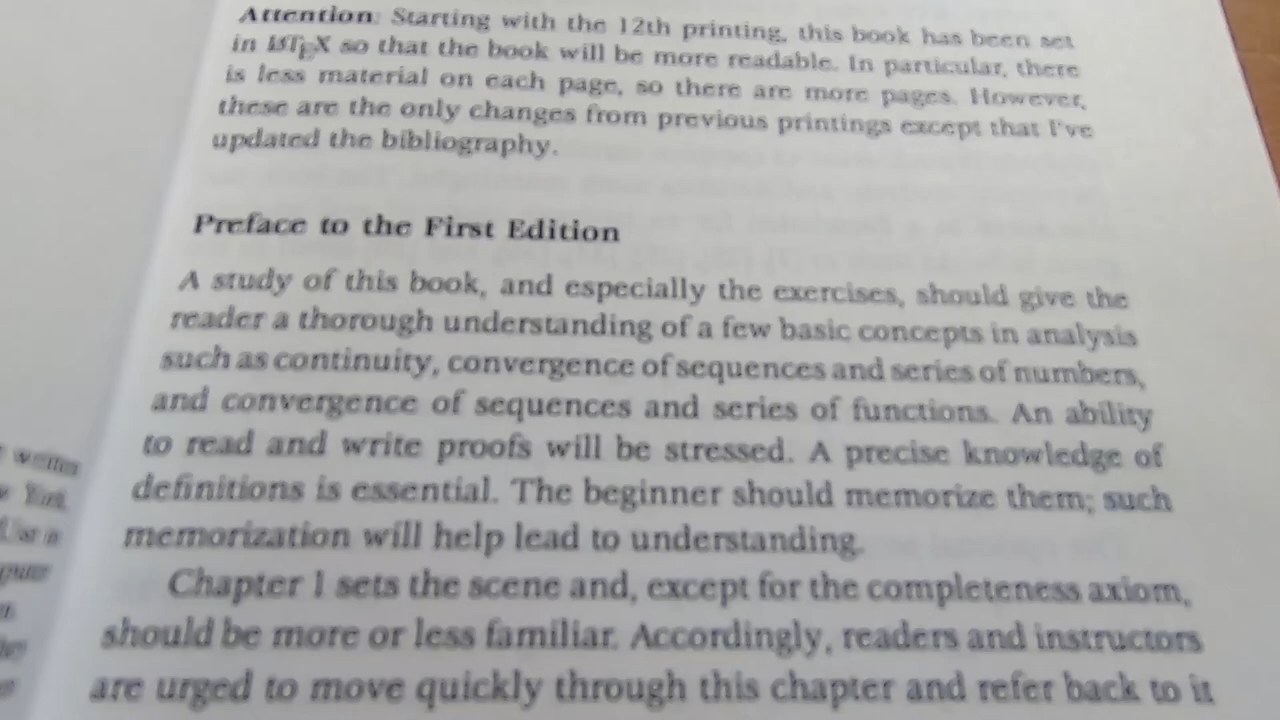 Attention: Starting with the 12th printing, this book has been set
in LATEX so that the book will be more readable. In particular, there
is less material on each page, so there are more pages. However,
these are the only changes from previous printings except that I've
updated the bibliography.
Preface to the First Edition
A study of this book, and especially the exercises, should give the
reader a thorough understanding of a few basic concepts in analysis
such as continuity, convergence of sequences and series of numbers,
and convergence of sequences and series of functions. An ability
to read and write proofs will be stressed. A precise knowledge of
definitions is essential. The beginner should memorize them; such
memorization will help lead to understanding.
Chapter 1 sets the scene and, except for the completeness axiom,
should be more or less familiar. Accordingly, readers and instructors
are urged to move quickly through this chapter and refer back to it